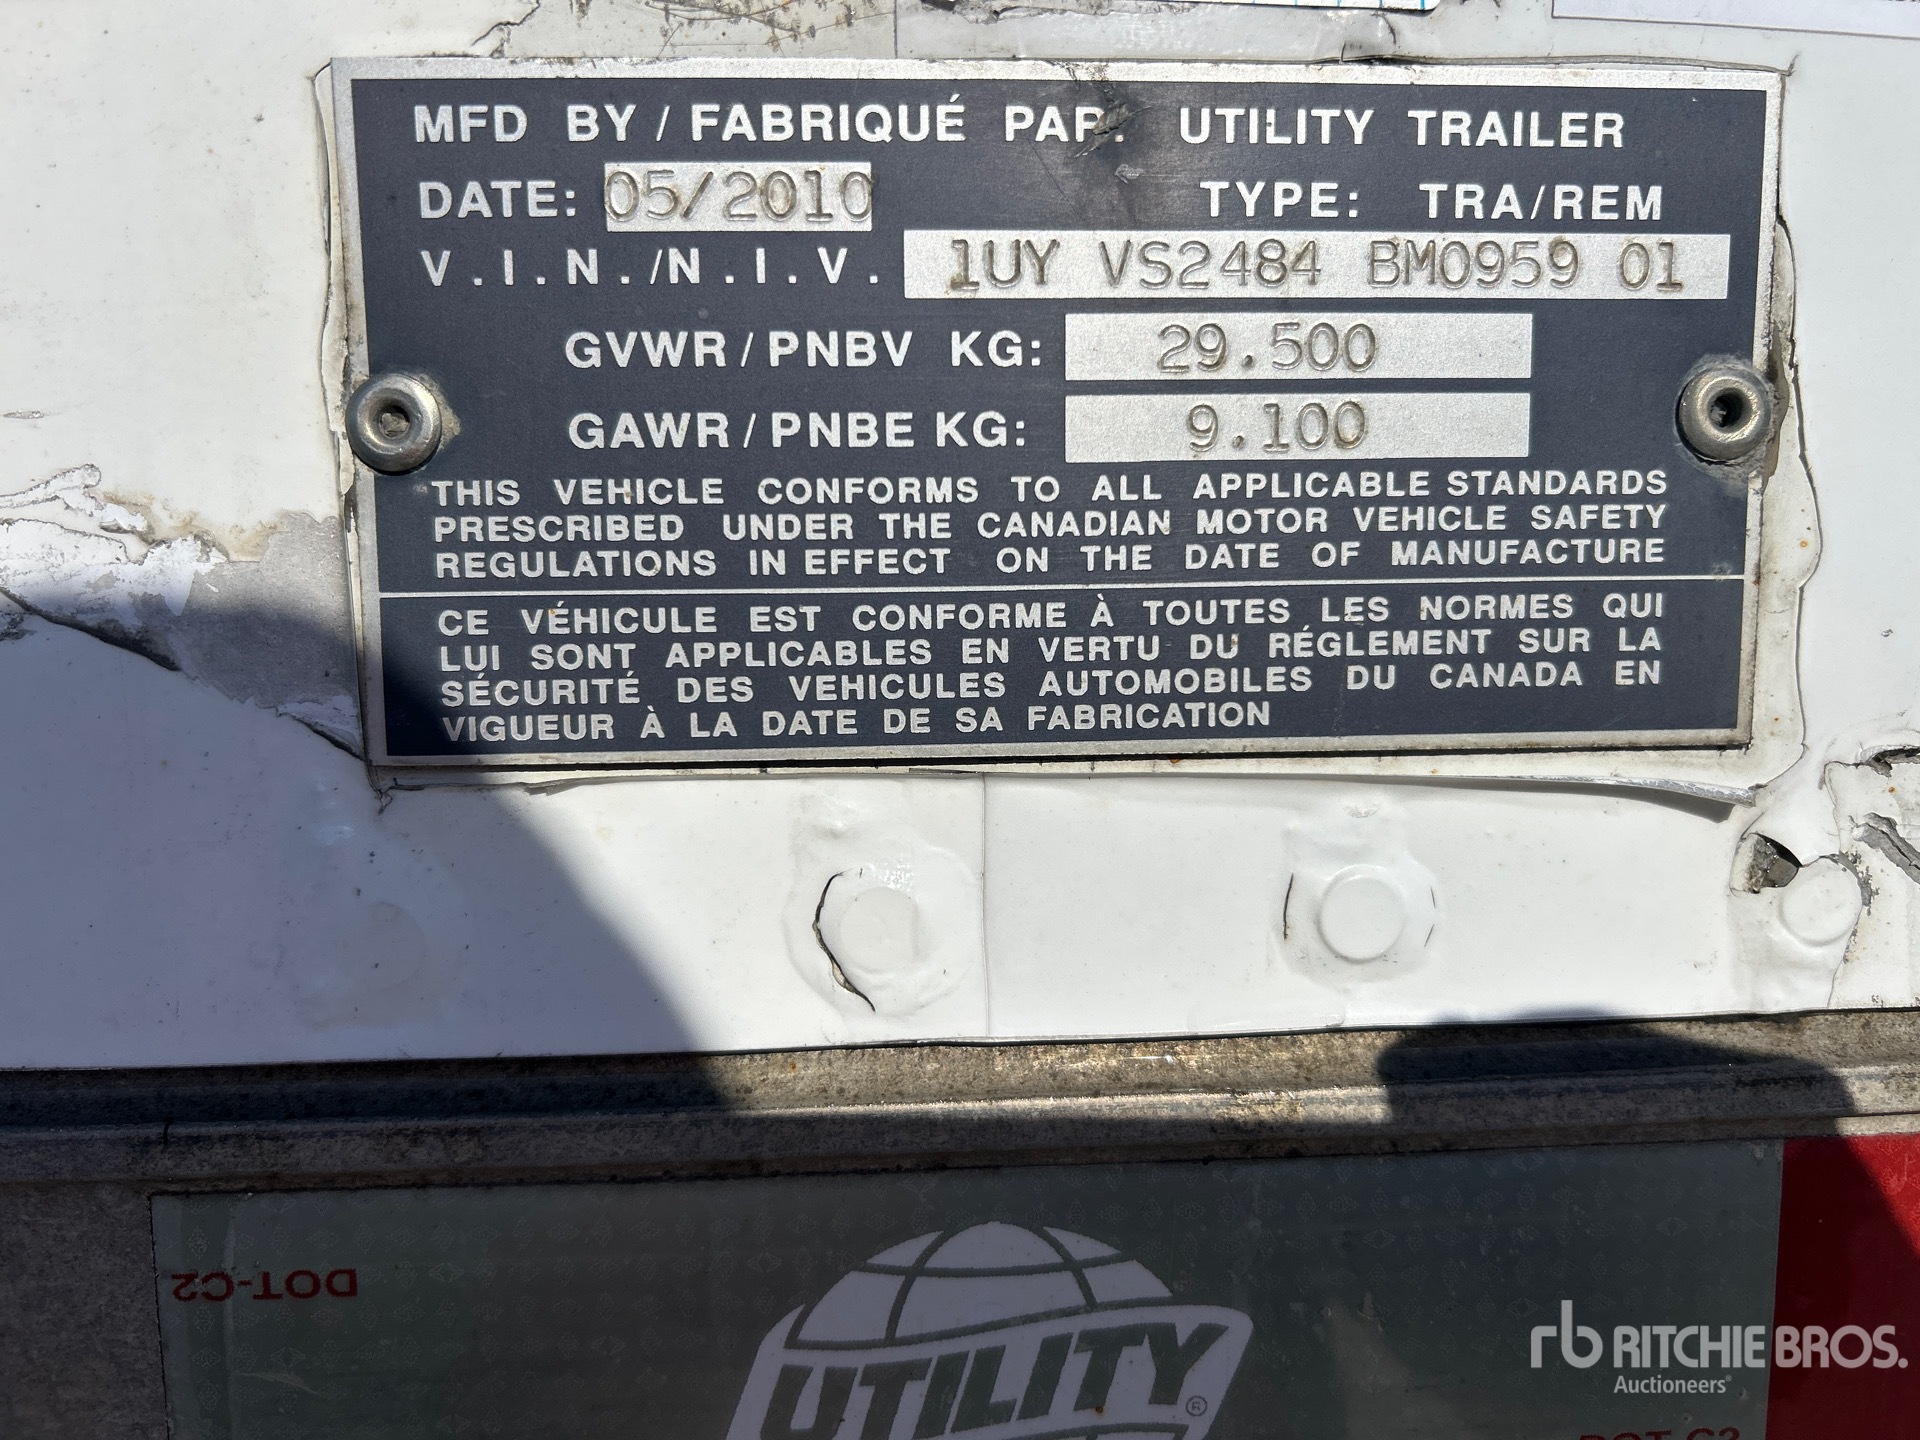 MFD BY / FABRIQUÉ PAR. UTILITY TRAILER
DATE: 05/2010 TYPE: TRA/REM
V.I.N./N.I.V. 1UY VS2484 BM0959 01
GVWR / PNBV KG: 29.500
GAWR / PNBE KG: 9.100
THIS VEHICLE CONFORMS TO ALL APPLICABLE STANDARDS
PRESCRIBED UNDER THE CANADIAN MOTOR VEHICLE SAFETY
REGULATIONS IN EFFECT ON THE DATE OF MANUFACTURE
CE VÉHICULE EST CONFORME À TOUTES LES NORMES QUI
LUI SONT APPLICABLES EN VERTU DU RÉGLEMENT SUR LA
SÉCURITÉ DES VEHICULES AUTOMOBILES DU CANADA EN
VIGUEUR À LA DATE DE SA FABRICATION
DOT-C2
UTILITY ®
rb RITCHIE BROS.
Auctioneers
DOT-C2